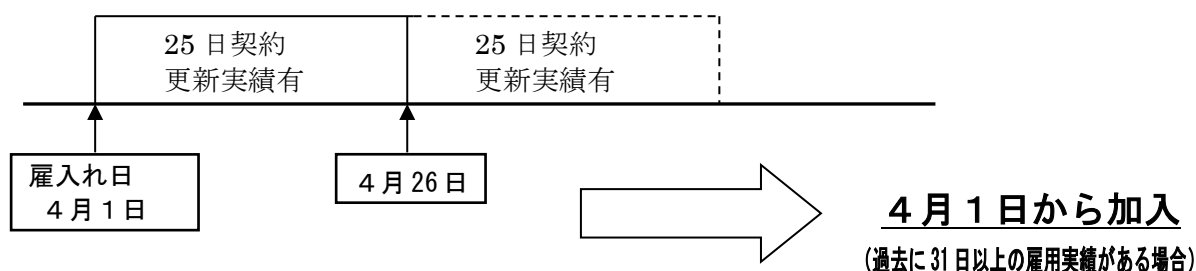 25日契約
更新実績有
25日契約
更新実績有
雇入れ日
4月1日
4月26日
4月1日から加入
(過去に31日以上の雇用実績がある場合)